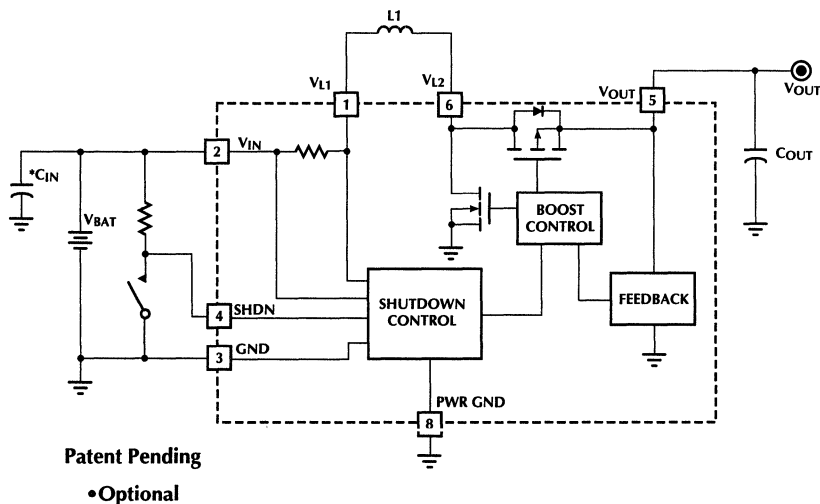 L1
VL1
VL2
VOUT
1
6
5
VOUT
2
VIN
*CIN
COUT
VBAT
BOOST
CONTROL
SHUTDOWN
CONTROL
FEEDBACK
4
SHDN
3
GND
PWR GND
8
Patent Pending
•Optional